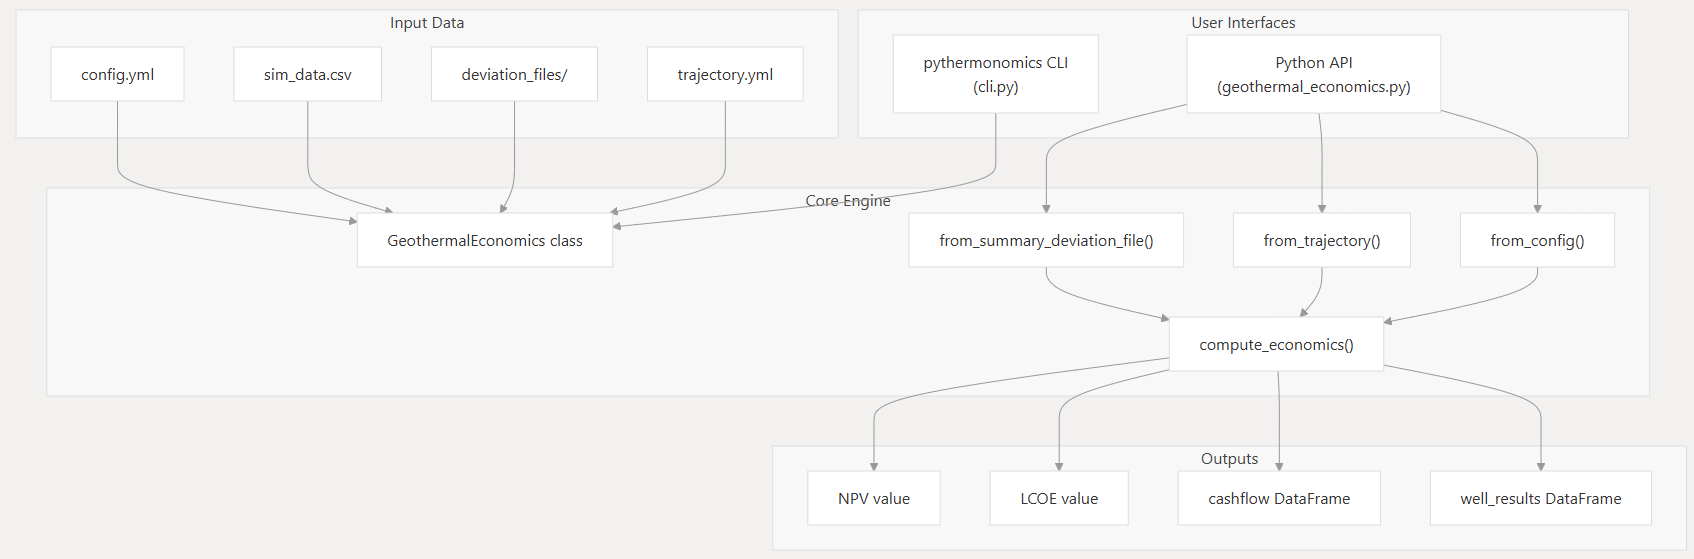 Input Data
config.yml
sim_data.csv
deviation_files/
trajectory.yml
User Interfaces
pythermonomics CLI
(cli.py)
Python API
(geothermal_economics.py)
Core Engine
GeothermalEconomics class
from_summary_deviation_file()
from_trajectory()
from_config()
compute_economics()
Outputs
NPV value
LCOE value
cashflow DataFrame
well_results DataFrame